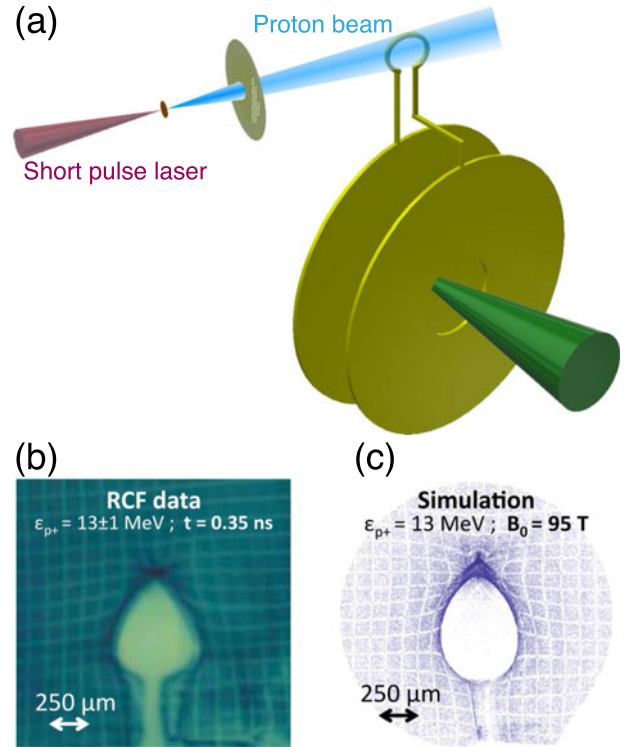 (a)
Proton beam
Short pulse laser
(b)
RCF data
εp+ = 13±1 MeV ; t = 0.35 ns
250 μm
(c)
Simulation
εp+ = 13 MeV ; B0 = 95 T
250 μm